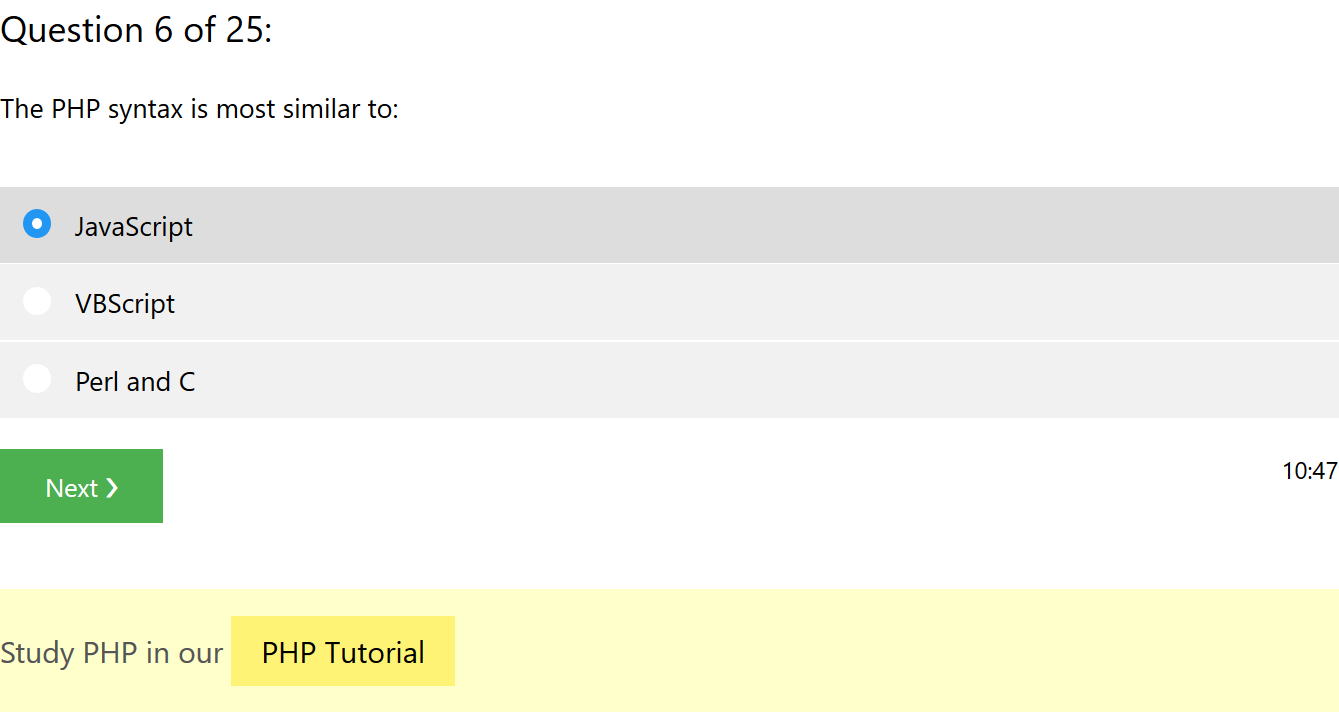 Question 6 of 25:
The PHP syntax is most similar to:
JavaScript
VBScript
Perl and C
Next ❯
10:47
Study PHP in our PHP Tutorial